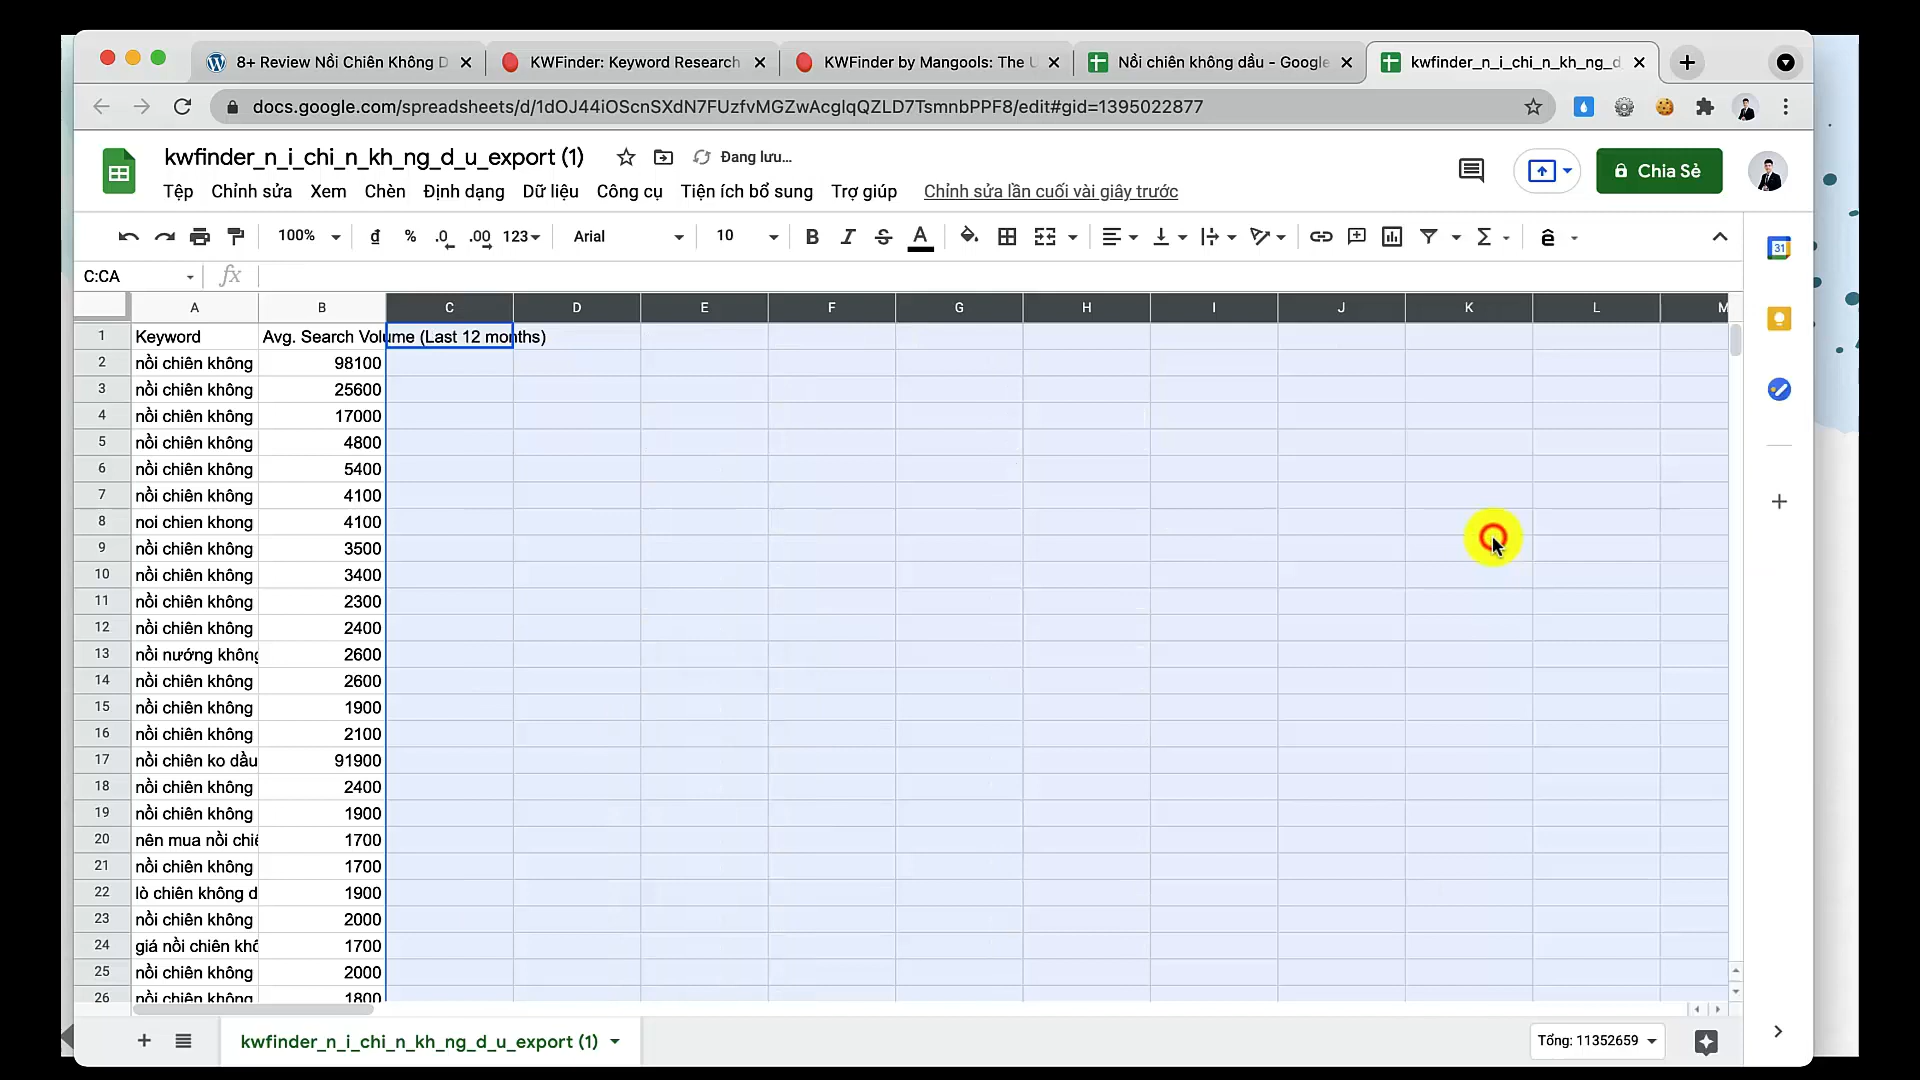 8+ Review Nồi Chiên Không D
KWFinder: Keyword Research
KWFinder by Mangools: The U
Nồi chiên không dầu - Google
kwfinder_n_i_chi_n_kh_ng_d
docs.google.com/spreadsheets/d/1dOJ44iOScnSXdN7FUzfvMGZwAcgIqQZLD7TsmnbPPF8/edit#gid=1395022877
kwfinder_n_i_chi_n_kh_ng_d_u_export (1)
Đang lưu...
Chia Sẻ
Tệp Chỉnh sửa Xem Chèn Định dạng Dữ liệu Công cụ Tiện ích bổ sung Trợ giúp Chỉnh sửa lần cuối vài giây trước
100% đ % .0 .00 123 Arial 10 B I S A Σ ê
31
C:CA fx
A B C D E F G H I J K L M
1 Keyword Avg. Search Volume (Last 12 months)
2 nồi chiên không 98100
3 nồi chiên không 25600
4 nồi chiên không 17000
5 nồi chiên không 4800
6 nồi chiên không 5400
7 nồi chiên không 4100
8 noi chien khong 4100
9 nồi chiên không 3500
10 nồi chiên không 3400
11 nồi chiên không 2300
12 nồi chiên không 2400
13 nồi nướng không 2600
14 nồi chiên không 2600
15 nồi chiên không 1900
16 nồi chiên không 2100
17 nồi chiên ko dầu 91900
18 nồi chiên không 2400
19 nồi chiên không 1900
20 nên mua nồi chiê 1700
21 nồi chiên không 1700
22 lò chiên không d 1900
23 nồi chiên không 2000
24 giá nồi chiên khô 1700
25 nồi chiên không 2000
26 nồi chiên không 1800
kwfinder_n_i_chi_n_kh_ng_d_u_export (1)
Tổng: 11352659